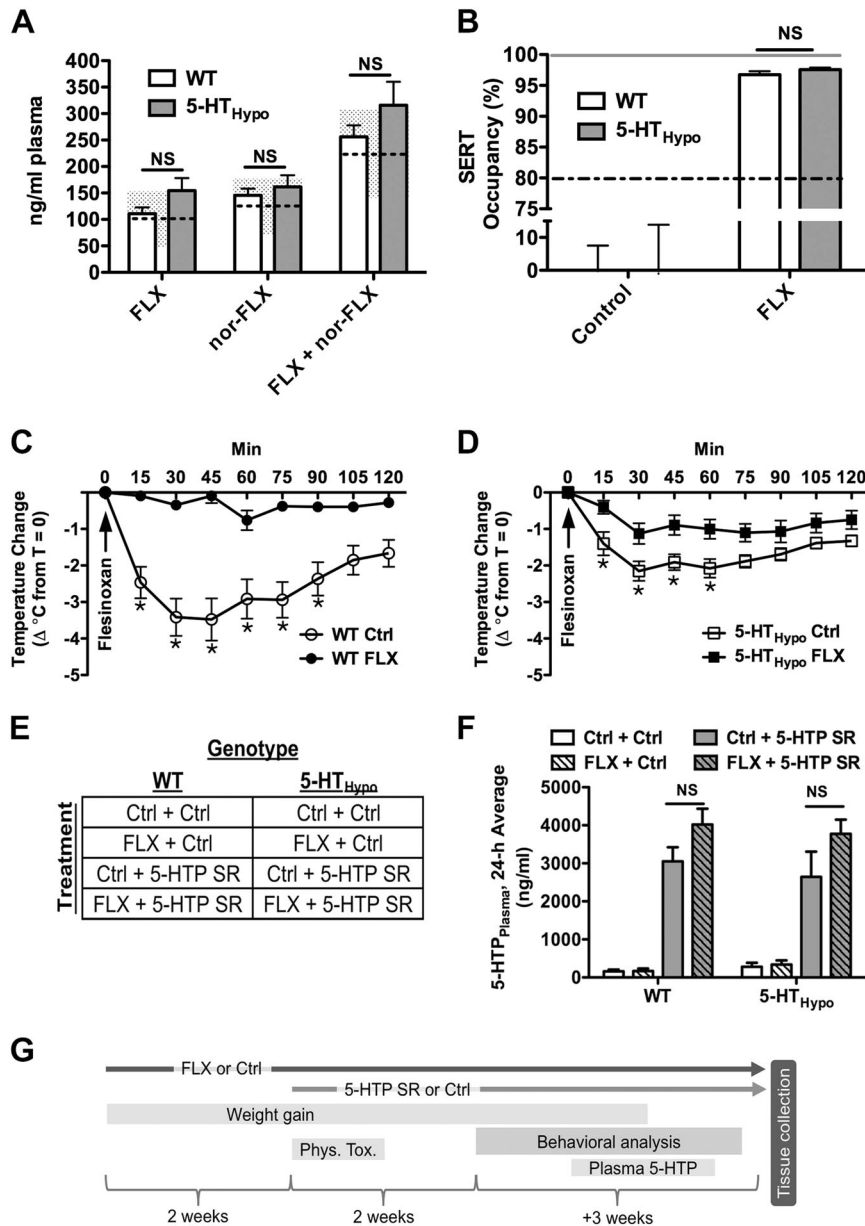 A
ng/ml plasma
400
350
300
250
200
150
100
50
0
WT
5-HTHypo
NS
NS
NS
FLX
nor-FLX
FLX + nor-FLX
B
SERT
Occupancy (%)
100
95
90
85
80
75
10
0
WT
5-HTHypo
NS
Control
FLX
C
Min
0 15 30 45 60 75 90 105 120
Temperature Change
(Δ °C from T = 0)
0
-1
-2
-3
-4
-5
Flesinoxan
* * * * * *
WT Ctrl
WT FLX
D
Min
0 15 30 45 60 75 90 105 120
Temperature Change
(Δ °C from T = 0)
0
-1
-2
-3
-4
-5
Flesinoxan
* * * *
5-HTHypo Ctrl
5-HTHypo FLX
E
Genotype
WT 5-HTHypo
Treatment
Ctrl + Ctrl Ctrl + Ctrl
FLX + Ctrl FLX + Ctrl
Ctrl + 5-HTP SR Ctrl + 5-HTP SR
FLX + 5-HTP SR FLX + 5-HTP SR
F
Ctrl + Ctrl Ctrl + 5-HTP SR
FLX + Ctrl FLX + 5-HTP SR
5-HTPPlasma, 24-h Average
(ng/ml)
5000
4000
3000
2000
1000
0
NS
NS
WT
5-HTHypo
G
FLX or Ctrl
5-HTP SR or Ctrl
Weight gain
Phys. Tox.
Behavioral analysis
Plasma 5-HTP
2 weeks
2 weeks
+3 weeks
Tissue collection